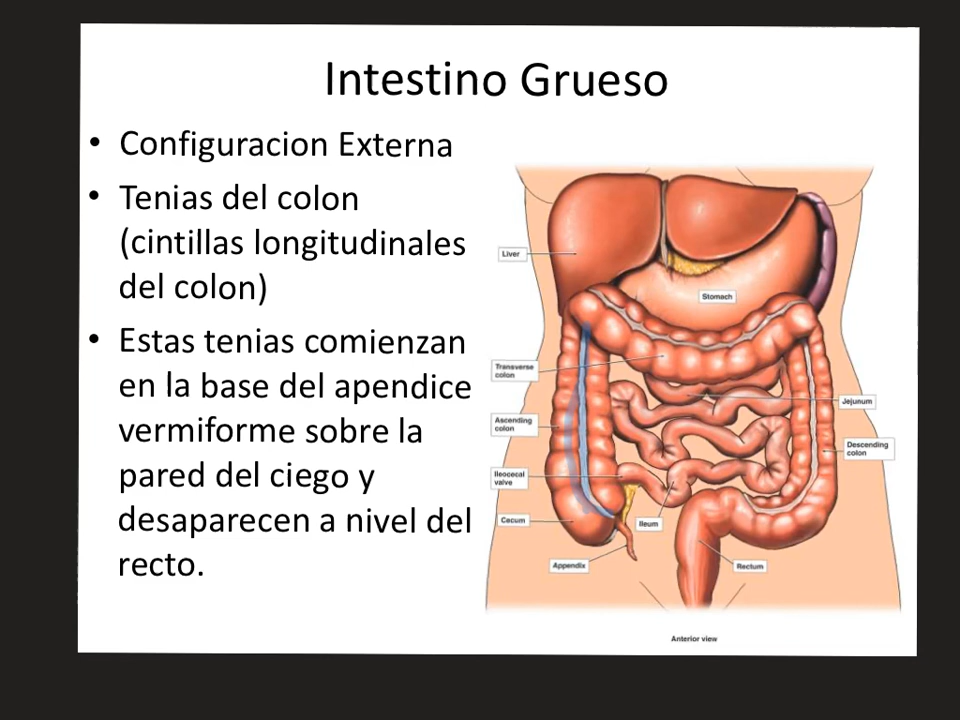 Intestino Grueso
• Configuracion Externa
• Tenias del colon
(cintillas longitudinales
del colon)
• Estas tenias comienzan
en la base del apendice
vermiforme sobre la
pared del ciego y
desaparecen a nivel del
recto.
Liver
Stomach
Transverse
colon
Jejunum
Ascending
colon
Descending
colon
Ileocecal
valve
Cecum
Ileum
Appendix
Rectum
Anterior view